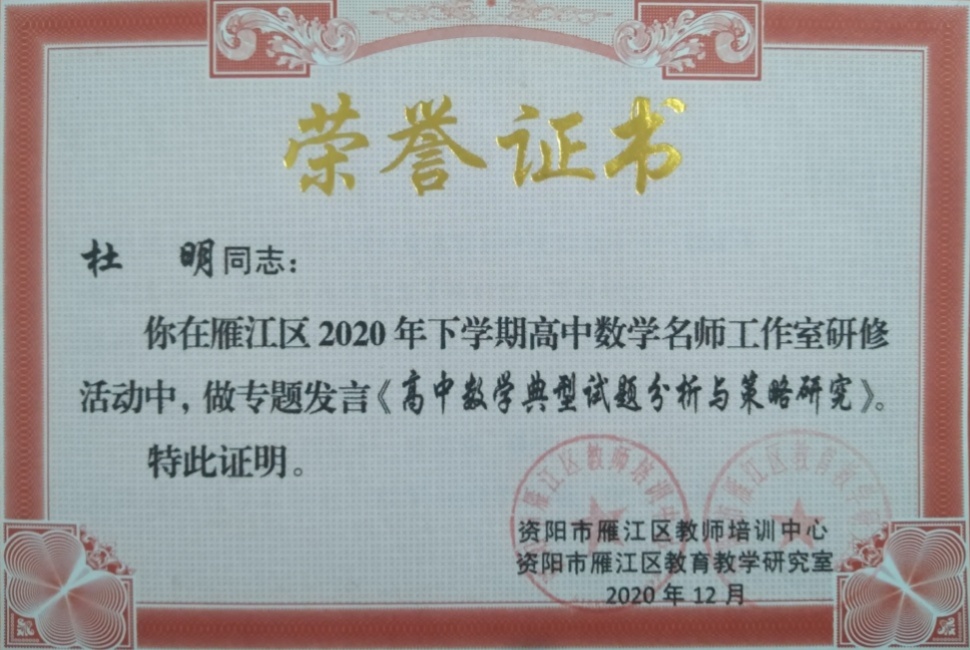 荣誉证书
杜 明同志：
你在雁江区2020年下学期高中数学名师工作室研修
活动中，做专题发言《高中数学典型试题分析与策略研究》。
特此证明。
资阳市雁江区教师培训中心
资阳市雁江区教育教学研究室
2020年12月